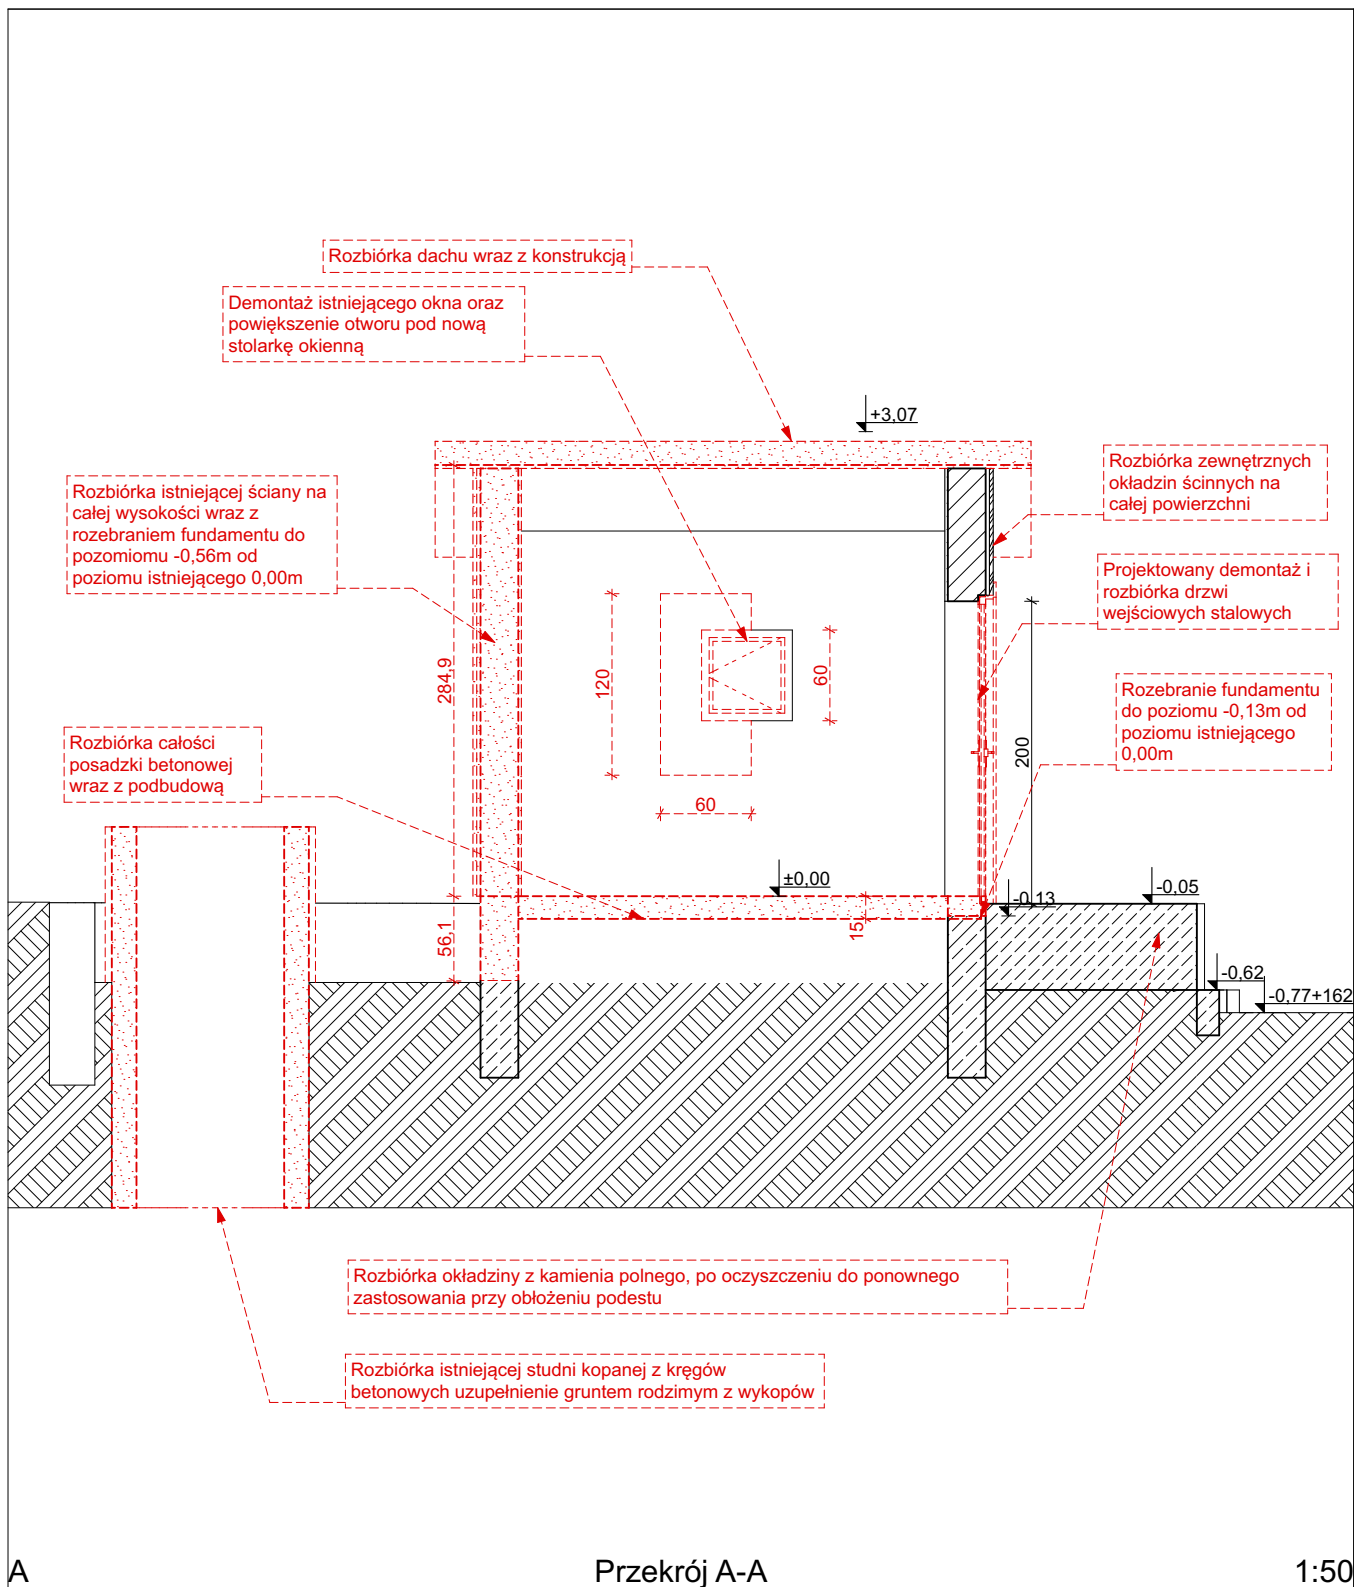 Rozbiórka dachu wraz z konstrukcją
Demontaż istniejącego okna oraz
powiększenie otworu pod nową
stolarkę okienną
+3,07
Rozbiórka istniejącej ściany na
całej wysokości wraz z
rozebraniem fundamentu do
pozomiomu -0,56m od
poziomu istniejącego 0,00m
Rozbiórka zewnętrznych
okładzin ścinnych na
całej powierzchni
Projektowany demontaż i
rozbiórka drzwi
wejściowych stalowych
Rozebranie fundamentu
do poziomu -0,13m od
poziomu istniejącego
0,00m
284,9
120
60
200
60
Rozbiórka całości
posadzki betonowej
wraz z podbudową
±0,00
-0,13
-0,05
56,1
15
-0,62
-0,77+162
Rozbiórka okładziny z kamienia polnego, po oczyszczeniu do ponownego
zastosowania przy obłożeniu podestu
Rozbiórka istniejącej studni kopanej z kręgów
betonowych uzupełnienie gruntem rodzimym z wykopów
A
Przekrój A-A
1:50